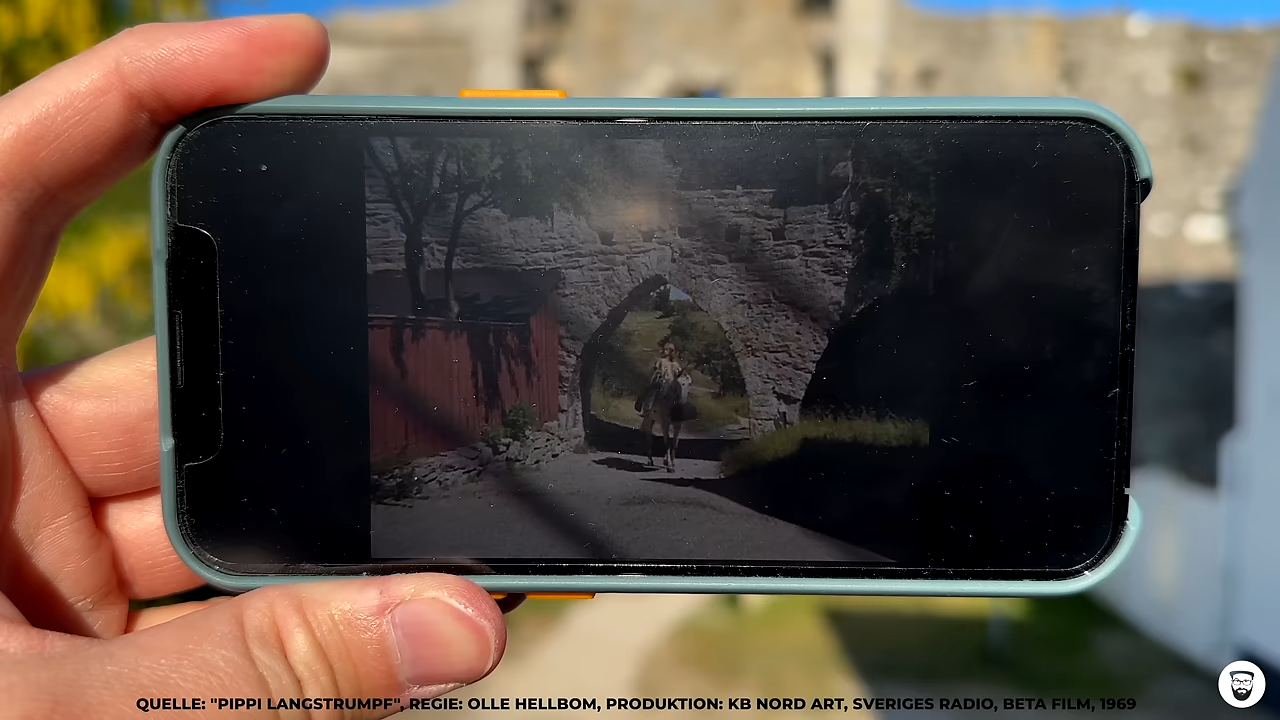 QUELLE: "PIPPI LANGSTRUMPF", REGIE: OLLE HELLBOM, PRODUKTION: KB NORD ART, SVERIGES RADIO, BETA FILM, 1969